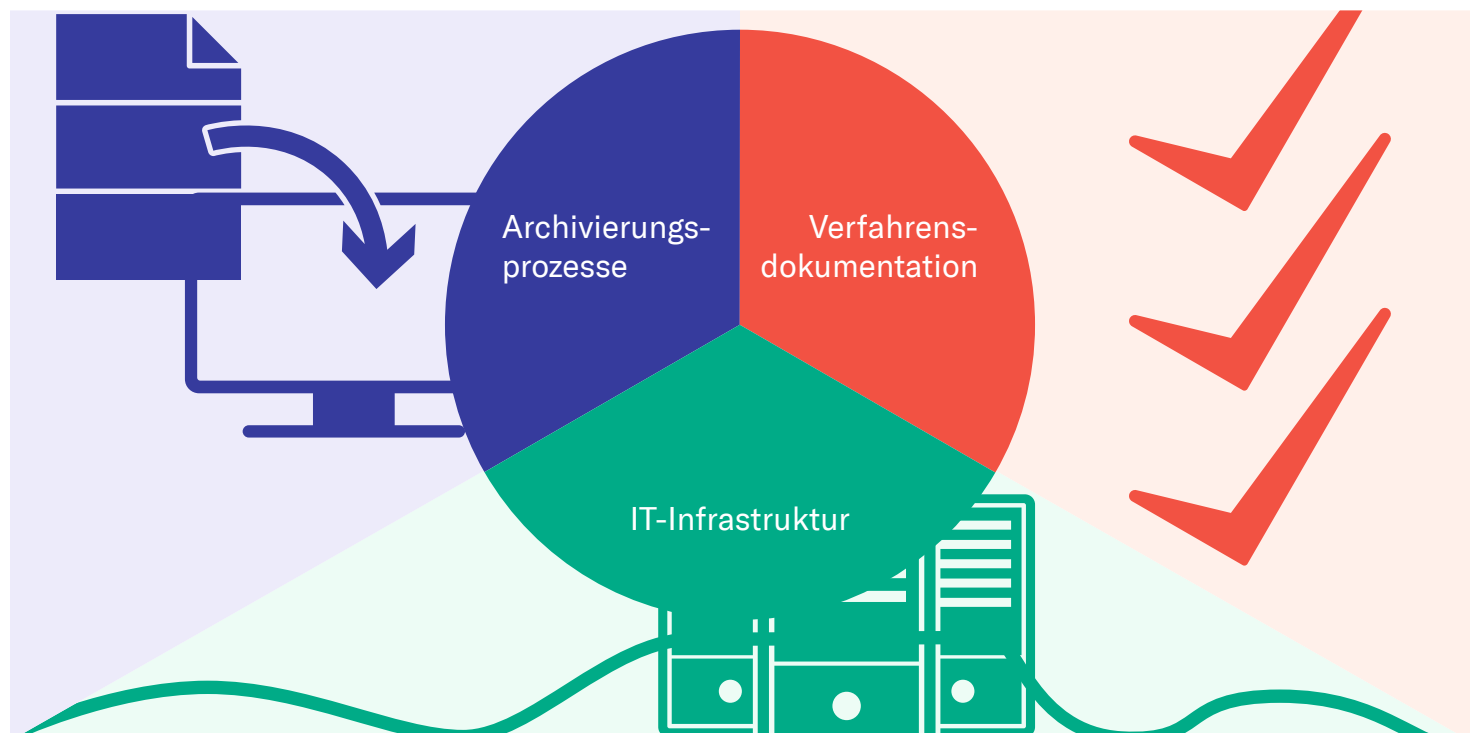 Archivierungs-
prozesse
Verfahrens-
dokumentation
IT-Infrastruktur